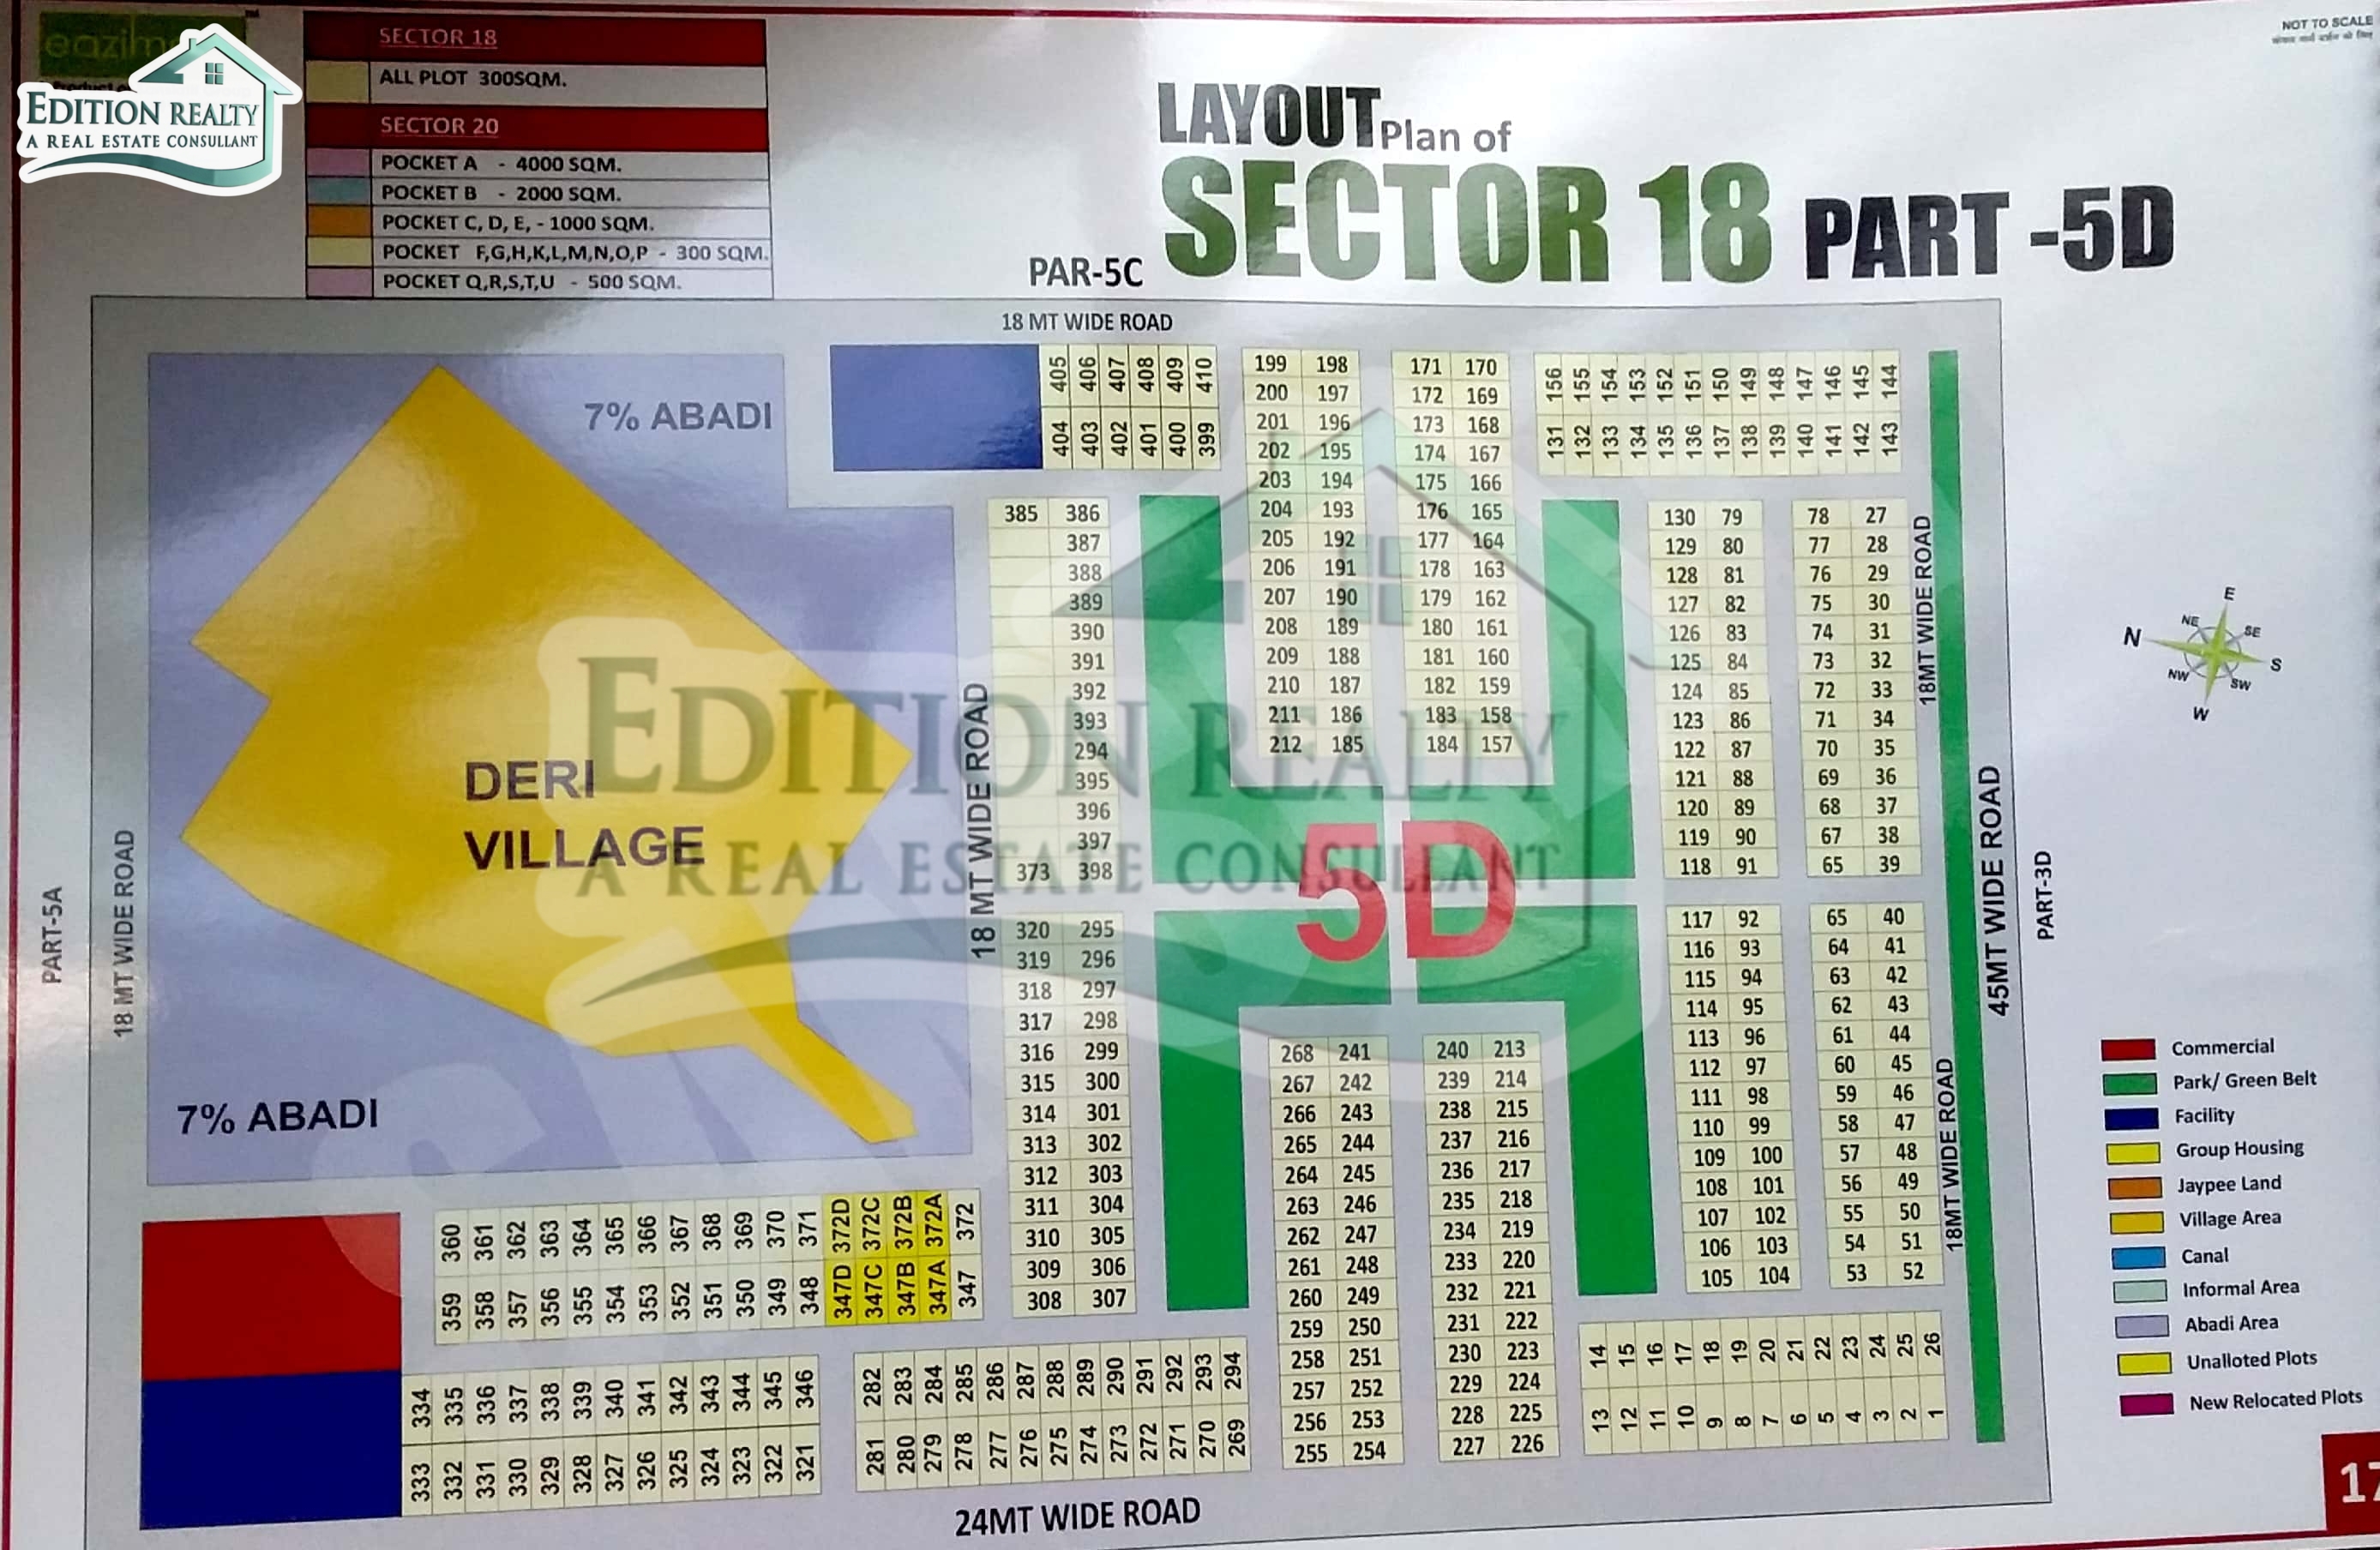 eazim
EDITION REALTY
A REAL ESTATE CONSULLANT
SECTOR 18
ALL PLOT 300SQM.
SECTOR 20
POCKET A - 4000 SQM.
POCKET B - 2000 SQM.
POCKET C, D, E, - 1000 SQM.
POCKET F,G,H,K,L,M,N,O,P - 300 SQM.
POCKET Q,R,S,T,U - 500 SQM.
NOT TO SCALE
LAYOUT Plan of
SECTOR 18 PART -5D
PAR-5C
18 MT WIDE ROAD
7% ABADI
DERI
VILLAGE
7% ABADI
PART-5A
18 MT WIDE ROAD
18 MT WIDE ROAD
405 406 407 408 409 410
404 403 402 401 400 399
199 198
200 197
201 196
202 195
203 194
204 193
205 192
206 191
207 190
208 189
209 188
210 187
211 186
212 185
171 170
172 169
173 168
174 167
175 166
176 165
177 164
178 163
179 162
180 161
181 160
182 159
183 158
184 157
156 155 154 153 152 151 150 149 148 147 146 145 144
131 132 133 134 135 136 137 138 139 140 141 142 143
385 386
387
388
389
390
391
392
393
294
395
396
397
373 398
130 79
129 80
128 81
127 82
126 83
125 84
124 85
123 86
122 87
121 88
120 89
119 90
118 91
78 27
77 28
76 29
75 30
74 31
73 32
72 33
71 34
70 35
69 36
68 37
67 38
65 39
18MT WIDE ROAD
45MT WIDE ROAD
PART-3D
EDITION REALTY
A REAL ESTATE CONSULLANT
5D
320 295
319 296
318 297
317 298
316 299
315 300
314 301
313 302
312 303
311 304
310 305
309 306
308 307
268 241
267 242
266 243
265 244
264 245
263 246
262 247
261 248
260 249
259 250
258 251
257 252
256 253
255 254
240 213
239 214
238 215
237 216
236 217
235 218
234 219
233 220
232 221
231 222
230 223
229 224
228 225
227 226
117 92
116 93
115 94
114 95
113 96
112 97
111 98
110 99
109 100
108 101
107 102
106 103
105 104
65 40
64 41
63 42
62 43
61 44
60 45
59 46
58 47
57 48
56 49
55 50
54 51
53 52
18MT WIDE ROAD
360 361 362 363 364 365 366 367 368 369 370 371 372D 372C 372B 372A 372
359 358 357 356 355 354 353 352 351 350 349 348 347D 347C 347B 347A 347
334 335 336 337 338 339 340 341 342 343 344 345 346
333 332 331 330 329 328 327 326 325 324 323 322 321
282 283 284 285 286 287 288 289 290 291 292 293 294
281 280 279 278 277 276 275 274 273 272 271 270 269
14 15 16 17 18 19 20 21 22 23 24 25 26
13 12 11 10 9 8 7 6 5 4 3 2 1
24MT WIDE ROAD
E
NE SE
N S
NW SW
W
Commercial
Park/ Green Belt
Facility
Group Housing
Jaypee Land
Village Area
Canal
Informal Area
Abadi Area
Unalloted Plots
New Relocated Plots
17